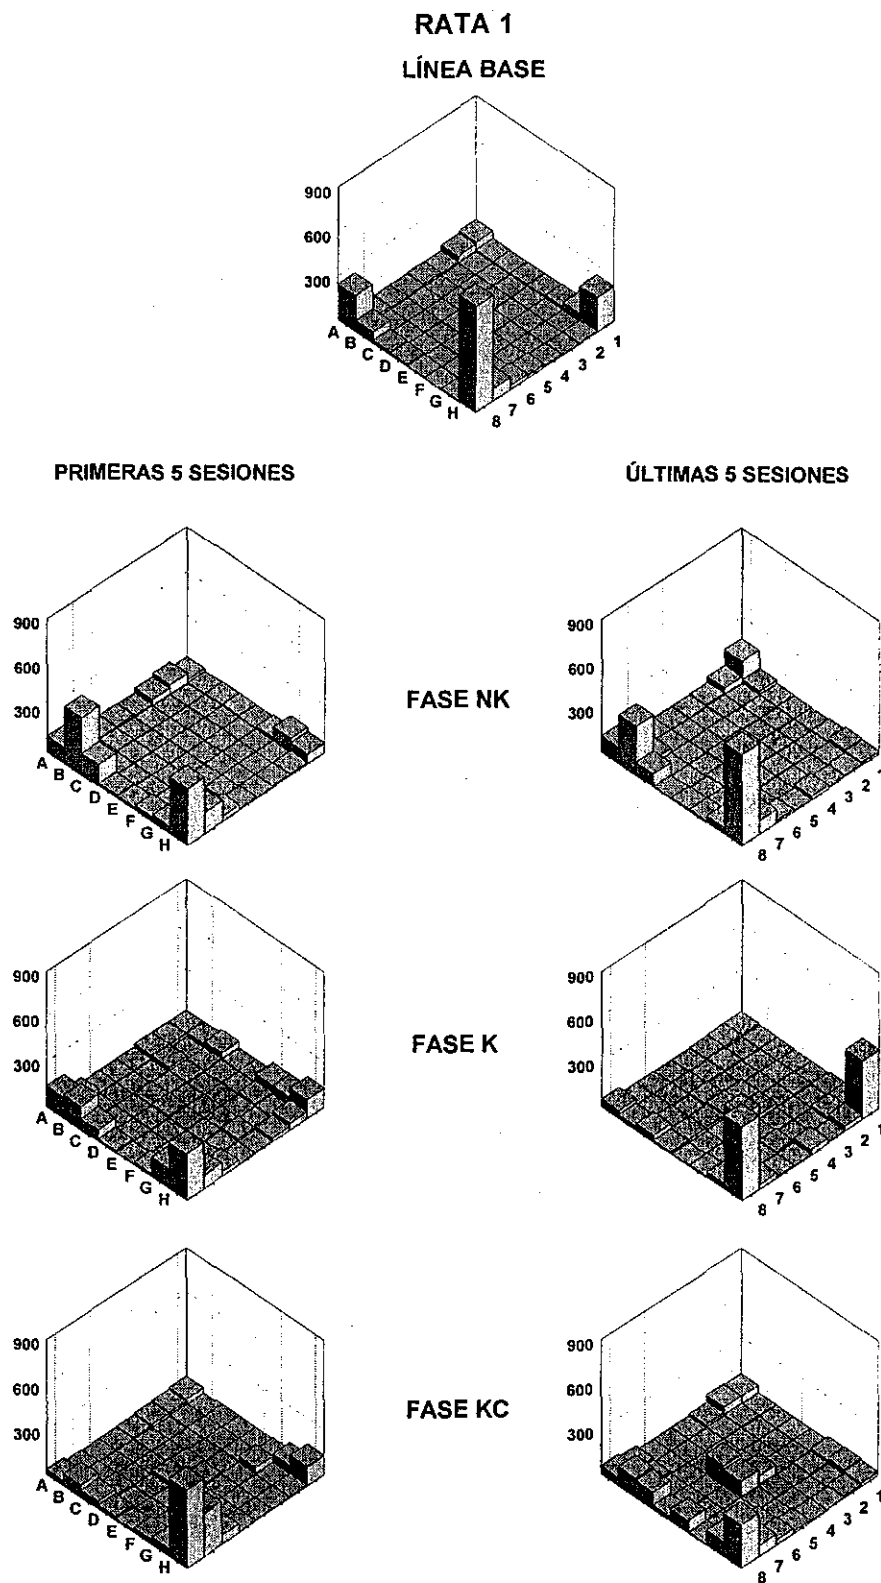 RATA 1
LÍNEA BASE
900
600
300
A B C D E F G H
8 7 6 5 4 3 2 1
PRIMERAS 5 SESIONES
ÚLTIMAS 5 SESIONES
900
600
300
A B C D E F G H
FASE NK
900
600
300
8 7 6 5 4 3 2 1
900
600
300
A B C D E F G H
FASE K
900
600
300
8 7 6 5 4 3 2 1
900
600
300
A B C D E F G H
FASE KC
900
600
300
8 7 6 5 4 3 2 1